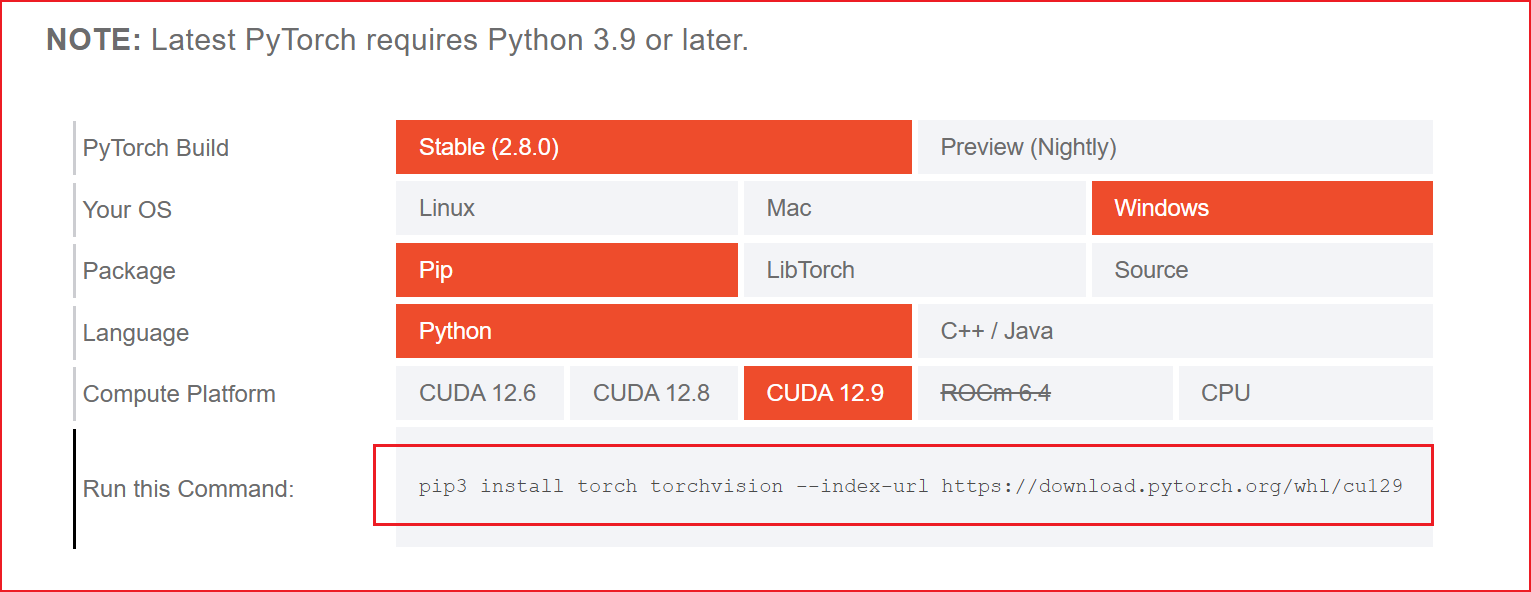 NOTE: Latest PyTorch requires Python 3.9 or later.
PyTorch Build Stable (2.8.0) Preview (Nightly)
Your OS Linux Mac Windows
Package Pip LibTorch Source
Language Python C++ / Java
Compute Platform CUDA 12.6 CUDA 12.8 CUDA 12.9 ROCm 6.4 CPU
Run this Command: pip3 install torch torchvision --index-url https://download.pytorch.org/whl/cu129